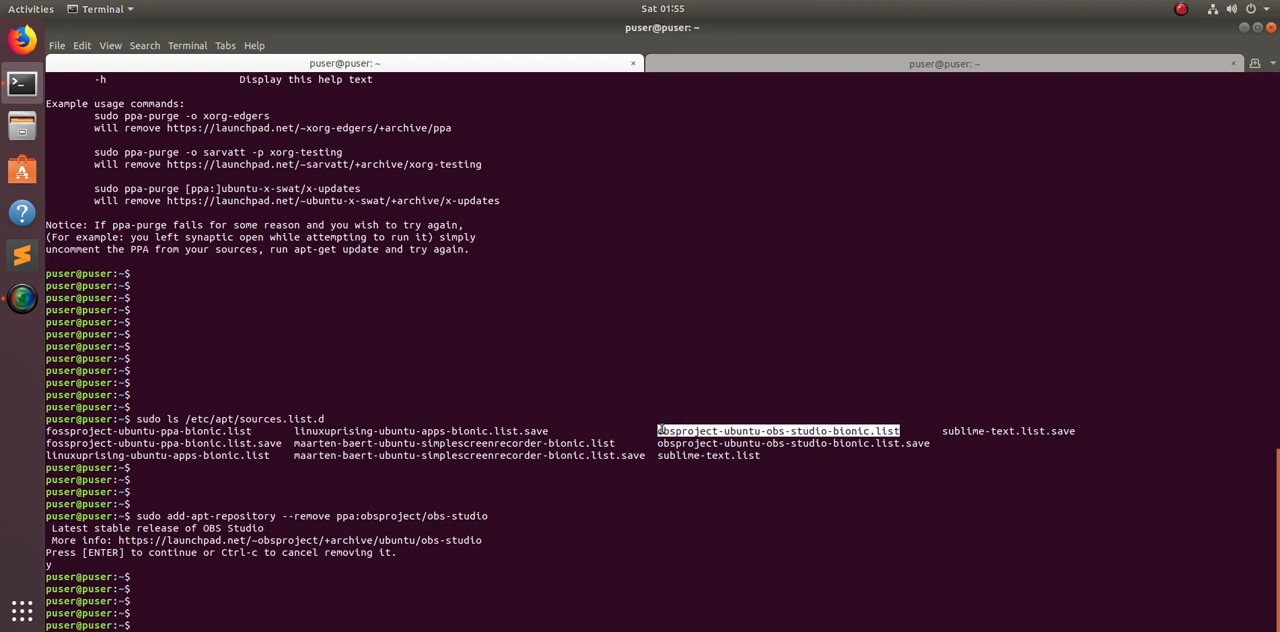 Activities Terminal Sat 01:55
puser@puser: ~
File Edit View Search Terminal Tabs Help
puser@puser: ~ × puser@puser: ~ ×
-h Display this help text
Example usage commands:
sudo ppa-purge -o xorg-edgers
will remove https://launchpad.net/~xorg-edgers/+archive/ppa
sudo ppa-purge -o sarvatt -p xorg-testing
will remove https://launchpad.net/~sarvatt/+archive/xorg-testing
sudo ppa-purge [ppa:]ubuntu-x-swat/x-updates
will remove https://launchpad.net/~ubuntu-x-swat/+archive/x-updates
Notice: If ppa-purge fails for some reason and you wish to try again,
(For example: you left synaptic open while attempting to run it) simply
uncomment the PPA from your sources, run apt-get update and try again.
puser@puser:~$
puser@puser:~$
puser@puser:~$
puser@puser:~$
puser@puser:~$
puser@puser:~$
puser@puser:~$
puser@puser:~$
puser@puser:~$
puser@puser:~$
puser@puser:~$
puser@puser:~$
puser@puser:~$ sudo ls /etc/apt/sources.list.d
fossproject-ubuntu-ppa-bionic.list linuxuprising-ubuntu-apps-bionic.list.save obsproject-ubuntu-obs-studio-bionic.list sublime-text.list.save
fossproject-ubuntu-ppa-bionic.list.save maarten-baert-ubuntu-simplescreenrecorder-bionic.list obsproject-ubuntu-obs-studio-bionic.list.save
linuxuprising-ubuntu-apps-bionic.list maarten-baert-ubuntu-simplescreenrecorder-bionic.list.save sublime-text.list
puser@puser:~$
puser@puser:~$
puser@puser:~$
puser@puser:~$
puser@puser:~$ sudo add-apt-repository --remove ppa:obsproject/obs-studio
Latest stable release of OBS Studio
More info: https://launchpad.net/~obsproject/+archive/ubuntu/obs-studio
Press [ENTER] to continue or Ctrl-c to cancel removing it.
y
puser@puser:~$
puser@puser:~$
puser@puser:~$
puser@puser:~$
puser@puser:~$